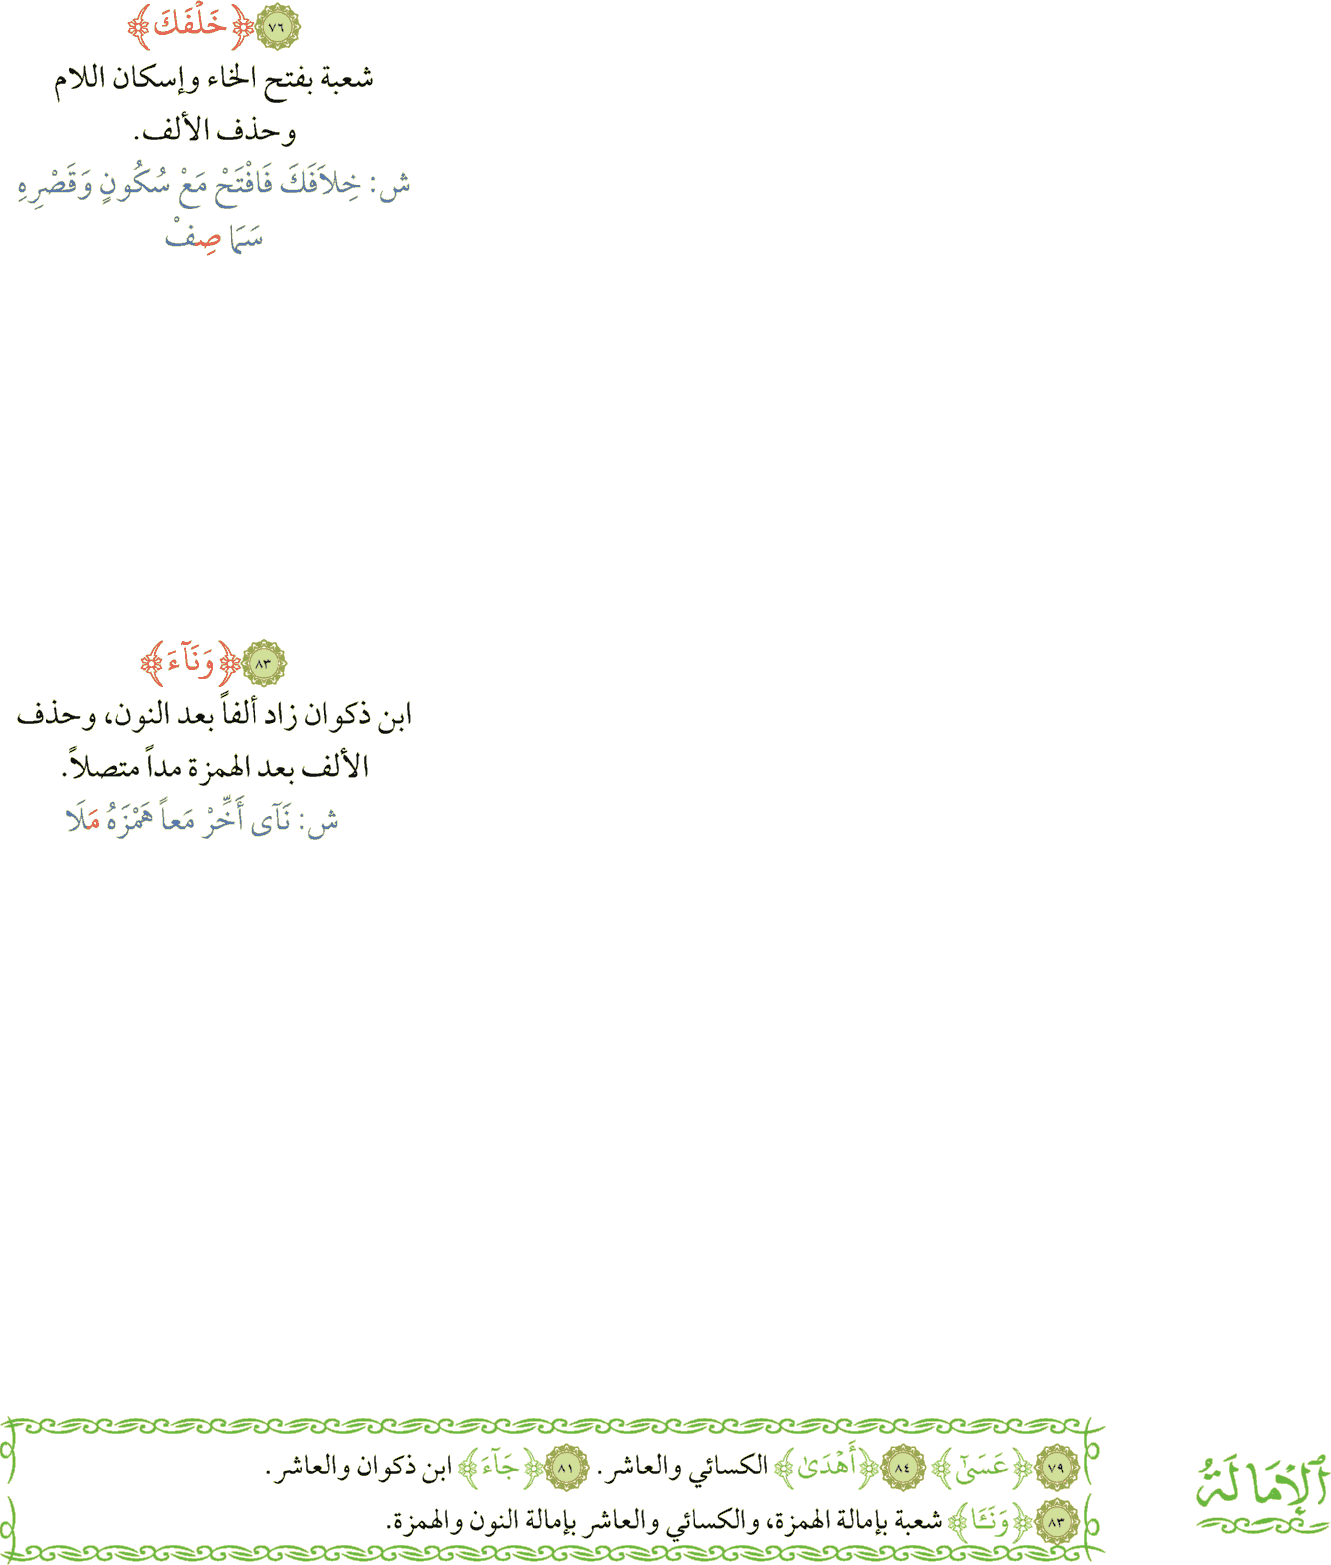 ٧٦ ﴿خَلْفَكَ﴾
شعبة بفتح الخاء وإسكان اللام
وحذف الألف.
ش: خِلاَفَكَ فَافْتَحْ مَعْ سُكُونٍ وَقَصْرِهِ
سَمَا صِفْ
٨٣ ﴿وَنَآءَ﴾
ابن ذكوان زاد ألفاً بعد النون، وحذف
الألف بعد الهمزة مداً متصلاً.
ش: نَآى أَخِّرْ مَعاً هَمْزَهُ مَلَا
الإِمَالَةُ
٧٩ ﴿عَسَىٰٓ﴾ ٨٤ ﴿أَهْدَىٰ﴾ الكسائي والعاشر. ٨١ ﴿جَآءَ﴾ ابن ذكوان والعاشر.
٨٣ ﴿وَنَـَٔا﴾ شعبة بإمالة الهمزة، والكسائي والعاشر بإمالة النون والهمزة.